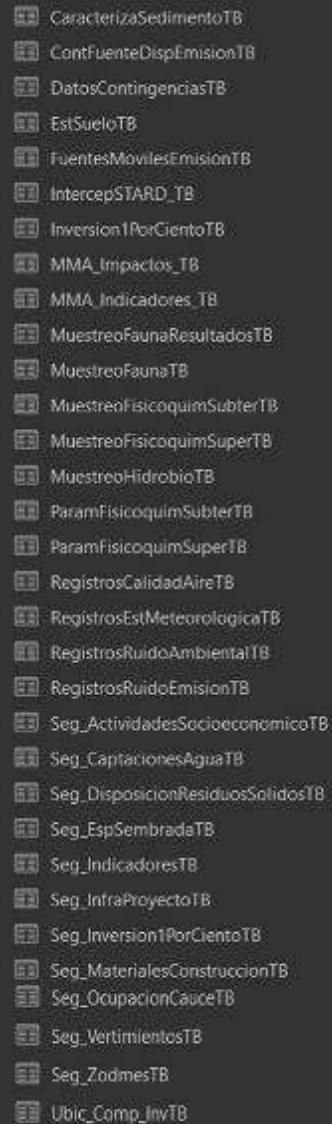 CaracterizaSedimentoTB
ContFuenteDispEmisionTB
DatosContingenciasTB
EstSueloTB
FuentesMovilesEmisionTB
IntercepSTARD_TB
Inversion1PorCientoTB
MMA_Impactos_TB
MMA_Indicadores_TB
MuestreoFaunaResultadosTB
MuestreoFaunaTB
MuestreoFisicoquimSubterTB
MuestreoFisicoquimSuperTB
MuestreoHidrobioTB
ParamFisicoquimSubterTB
ParamFisicoquimSuperTB
RegistrosCalidadAireTB
RegistrosEstMeteorologicaTB
RegistrosRuidoAmbientalTB
RegistrosRuidoEmisionTB
Seg_ActividadesSocioeconomicoTB
Seg_CaptacionesAguaTB
Seg_DisposicionResiduosSolidosTB
Seg_EspSembradaTB
Seg_IndicadoresTB
Seg_InfraProyectoTB
Seg_Inversion1PorCientoTB
Seg_MaterialesConstruccionTB
Seg_OcupacionCauceTB
Seg_VertimientosTB
Seg_ZodmesTB
Ubic_Comp_InvTB